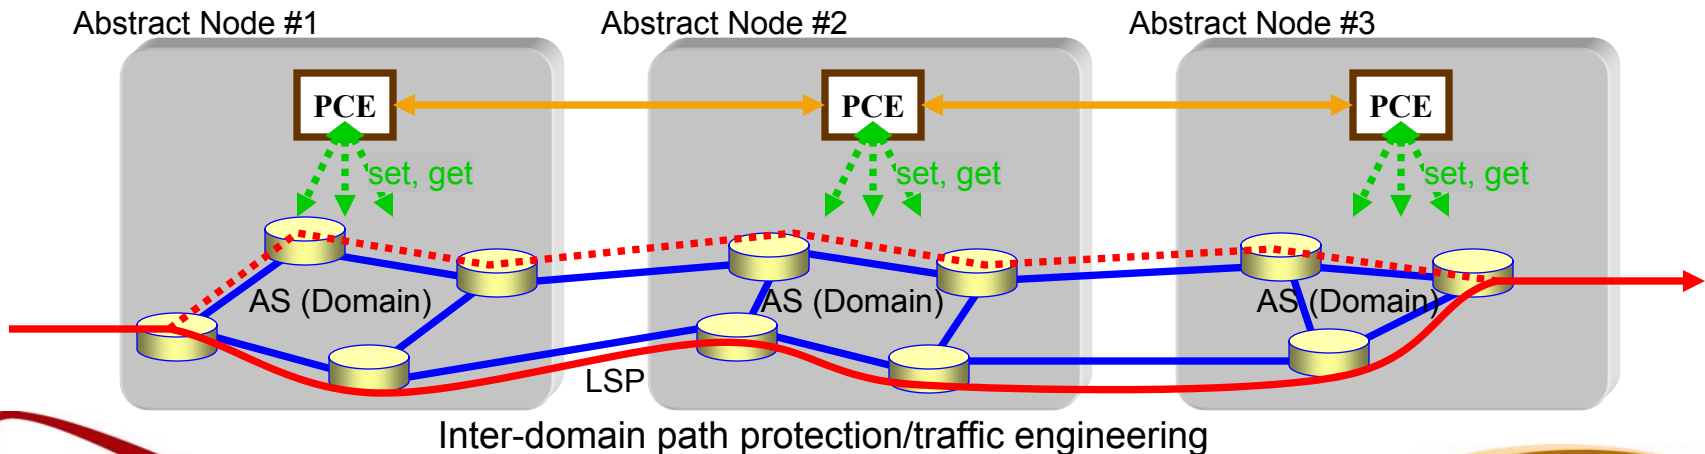 Abstract Node #1
Abstract Node #2
Abstract Node #3
PCE
PCE
PCE
set, get
set, get
set, get
AS (Domain)
AS (Domain)
AS (Domain)
LSP
Inter-domain path protection/traffic engineering